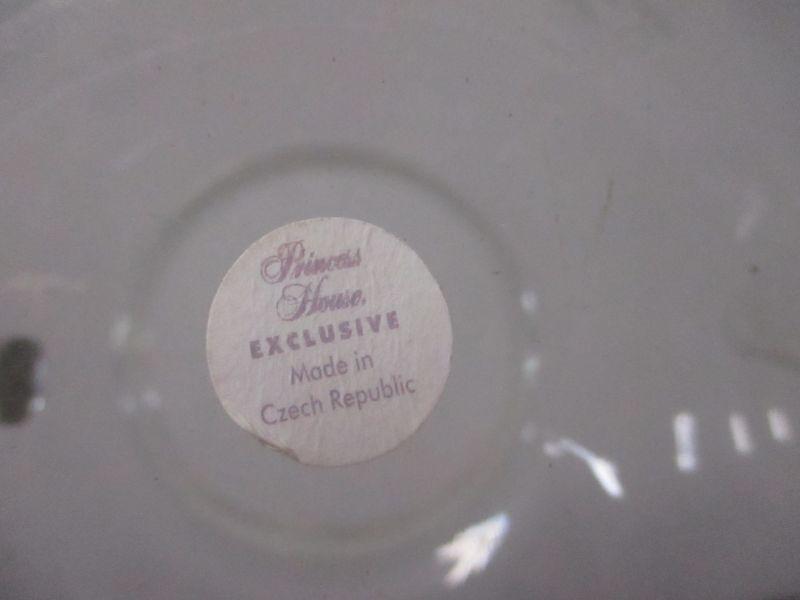 Princess
House.
EXCLUSIVE
Made in
Czech Republic